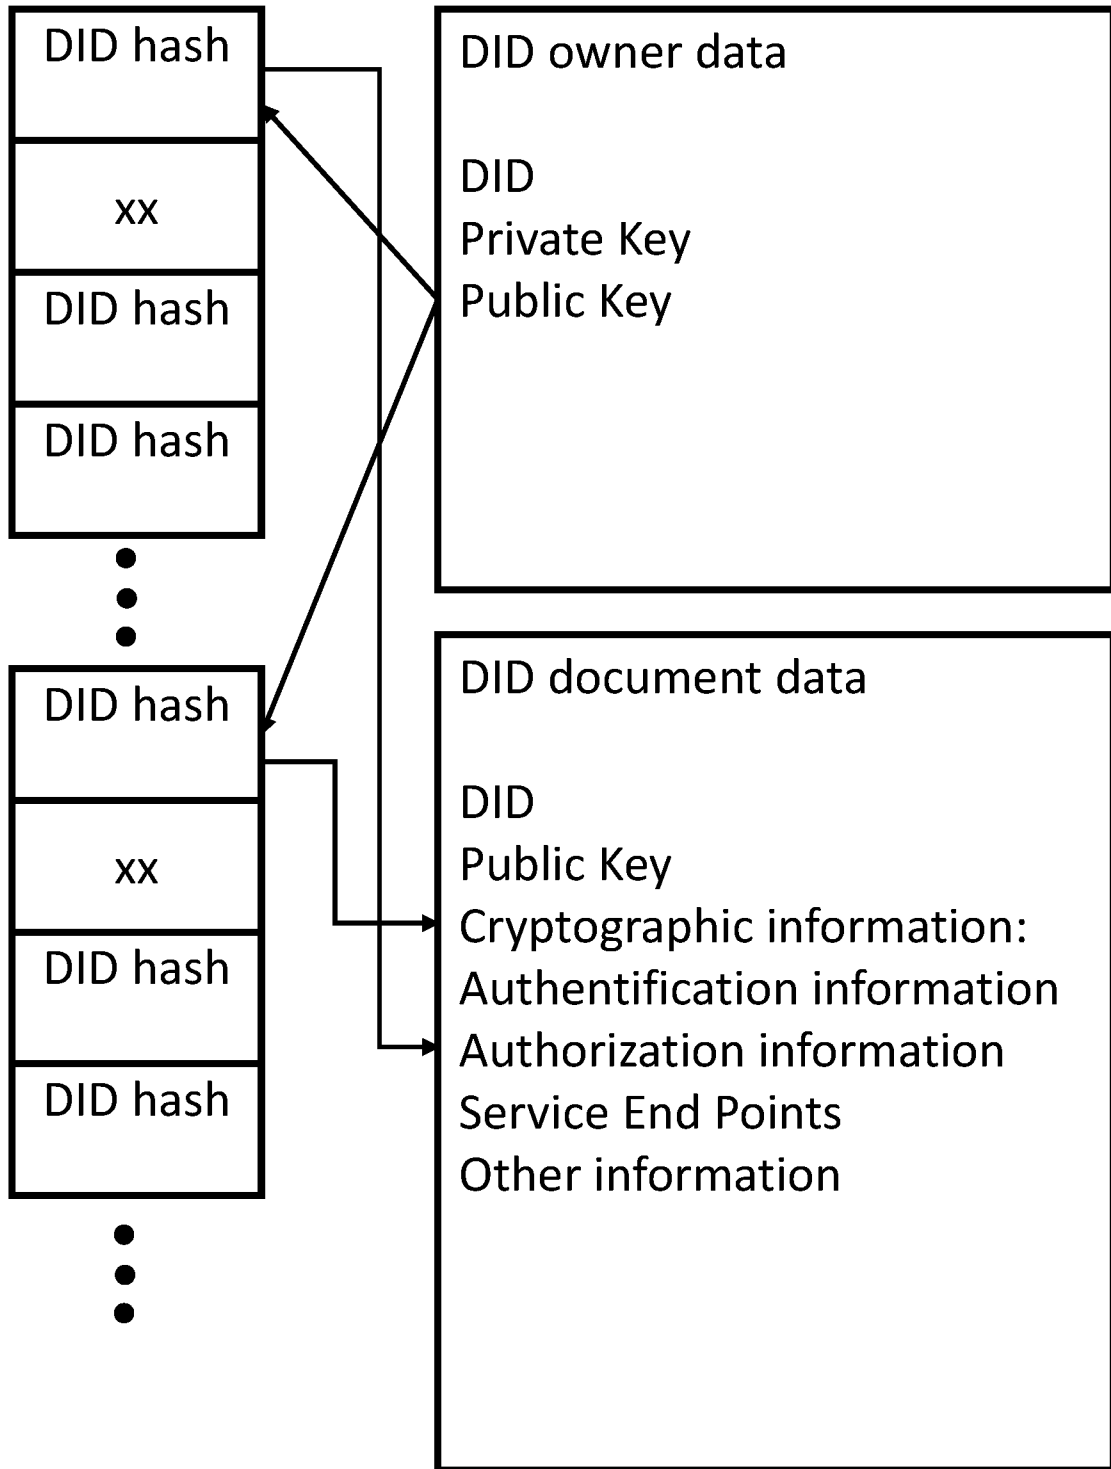 DID hash
xx
DID hash
DID hash
DID hash
xx
DID hash
DID hash
DID owner data
DID
Private Key
Public Key
DID document data
DID
Public Key
Cryptographic information:
Authentification information
Authorization information
Service End Points
Other information